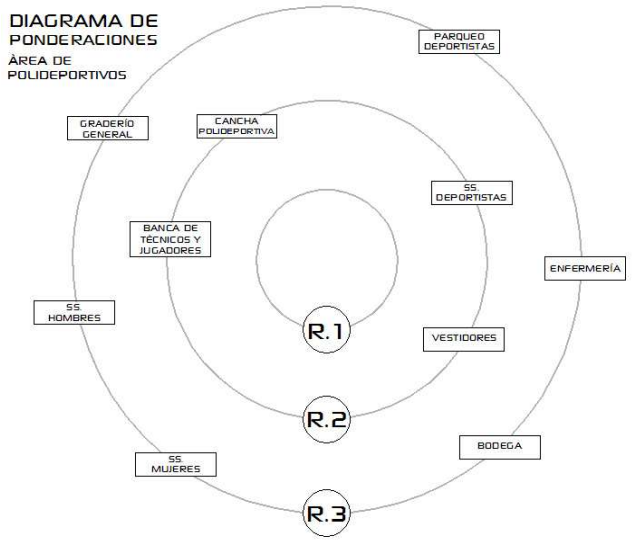 DIAGRAMA DE
PONDERACIONES
ÀREA DE
POLIDEPORTIVOS
PARQUEO
DEPORTISTAS
GRADERÍO
GENERAL
CANCHA
POLIDEPORTIVA
SS.
DEPORTISTAS
BANCA DE
TÉCNICOS Y
JUGADORES
ENFERMERÍA
SS.
HOMBRES
R.1
VESTIDORES
R.2
BODEGA
SS.
MUJERES
R.3